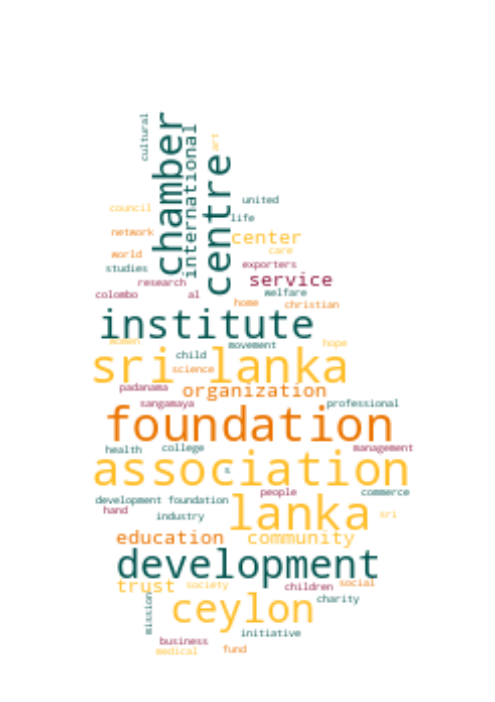 cultural
chamber
international
art
centre
united
council
life
network
center
world
care
studies
exporters
research
service
colombo
al
welfare
home
christian
institute
women
movement
hope
child
sri lanka
science
padanama
organization
sangamaya
professional
foundation
health
college
management
association
s
people
commerce
development foundation
hand
industry
lanka
sri
education
community
development
trust
society
children
social
mission
ceylon
charity
initiative
business
medical
fund